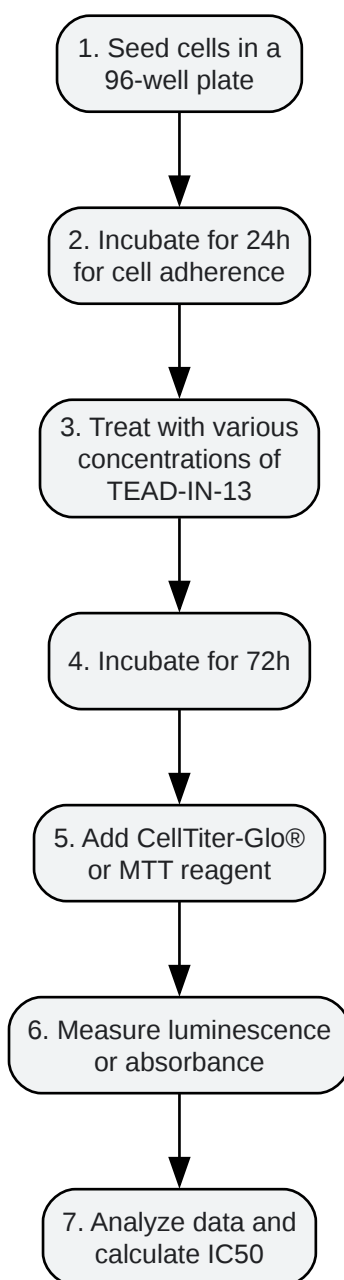 1. Seed cells in a
96-well plate
2. Incubate for 24h
for cell adherence
3. Treat with various
concentrations of
TEAD-IN-13
4. Incubate for 72h
5. Add CellTiter-Glo®
or MTT reagent
6. Measure luminescence
or absorbance
7. Analyze data and
calculate IC50